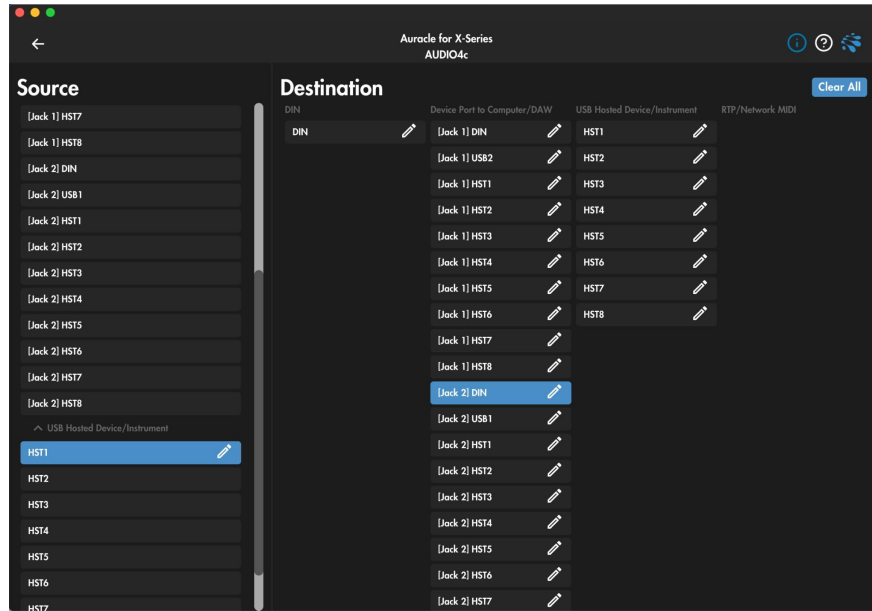 Auracle for X-Series
AUDIO4c
Source
[Jack 1] HST7
[Jack 1] HST8
[Jack 2] DIN
[Jack 2] USB1
[Jack 2] HST1
[Jack 2] HST2
[Jack 2] HST3
[Jack 2] HST4
[Jack 2] HST5
[Jack 2] HST6
[Jack 2] HST7
[Jack 2] HST8
USB Hosted Device/Instrument
HST1
HST2
HST3
HST4
HST5
HST6
HST7
Destination
Clear All
DIN
DIN
Device Port to Computer/DAW
[Jack 1] DIN
[Jack 1] USB2
[Jack 1] HST1
[Jack 1] HST2
[Jack 1] HST3
[Jack 1] HST4
[Jack 1] HST5
[Jack 1] HST6
[Jack 1] HST7
[Jack 1] HST8
[Jack 2] DIN
[Jack 2] USB1
[Jack 2] HST1
[Jack 2] HST2
[Jack 2] HST3
[Jack 2] HST4
[Jack 2] HST5
[Jack 2] HST6
[Jack 2] HST7
USB Hosted Device/Instrument
HST1
HST2
HST3
HST4
HST5
HST6
HST7
HST8
RTP/Network MIDI